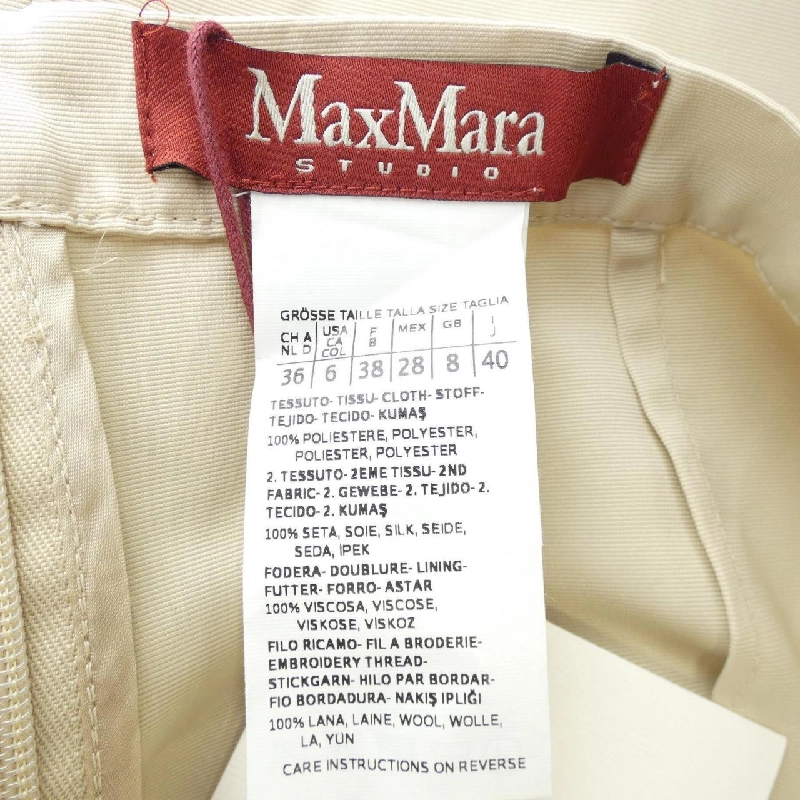 MaxMara
STUDIO
GRÖSSE TAILLE TALLA SIZE TAGLIA
CH A NL D USA CA COL F B MEX GB I J
36 6 38 28 8 40
TESSUTO- TISSU- CLOTH- STOFF-
TEJIDO- TECIDO- KUMAŞ
100% POLIESTERE, POLYESTER,
POLIESTER, POLYESTER
2. TESSUTO- 2EME TISSU- 2ND
FABRIC- 2. GEWEBE- 2. TEJIDO- 2.
TECIDO- 2. KUMAŞ
100% SETA, SOIE, SILK, SEIDE,
SEDA, IPEK
FODERA- DOUBLURE- LINING-
FUTTER- FORRO- ASTAR
100% VISCOSA, VISCOSE,
VISKOSE, VISKOZ
FILO RICAMO- FIL A BRODERIE-
EMBROIDERY THREAD-
STICKGARN- HILO PAR BORDAR-
FIO BORDADURA- NAKIŞ IPLIĞI
100% LANA, LAINE, WOOL, WOLLE,
LA, YUN
CARE INSTRUCTIONS ON REVERSE